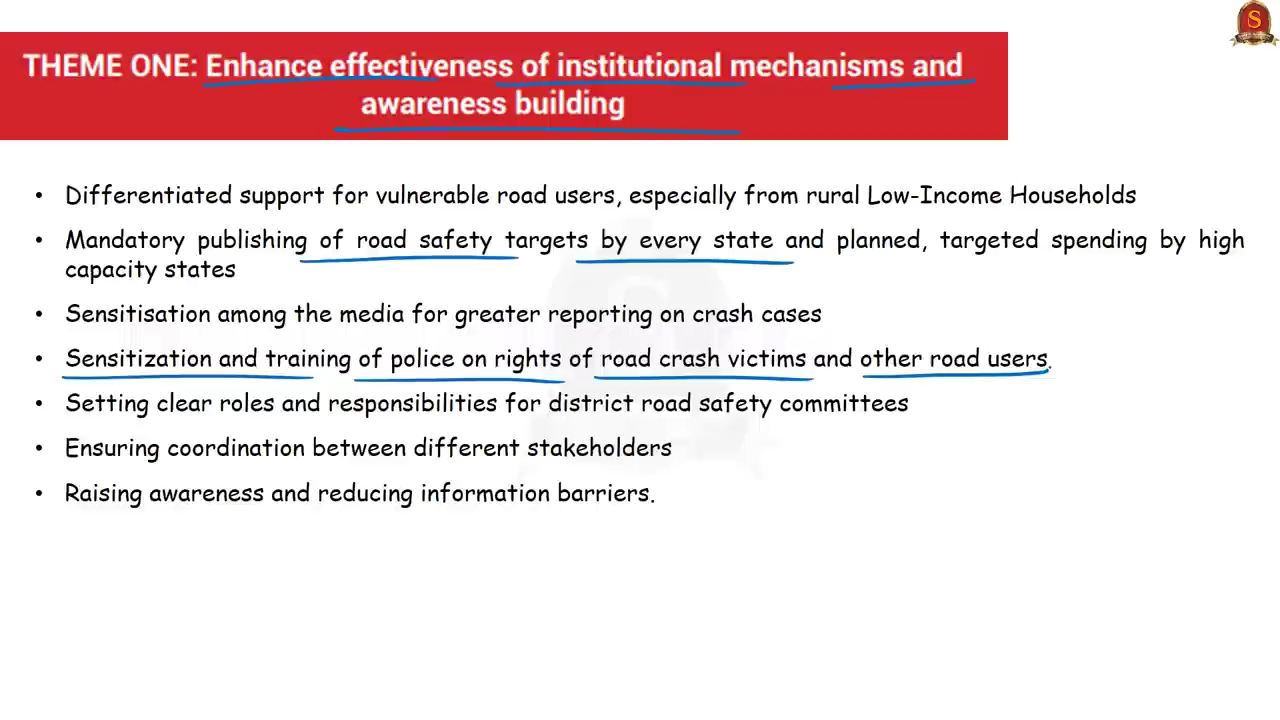 THEME ONE: Enhance effectiveness of institutional mechanisms and
awareness building
• Differentiated support for vulnerable road users, especially from rural Low-Income Households
• Mandatory publishing of road safety targets by every state and planned, targeted spending by high
capacity states
• Sensitisation among the media for greater reporting on crash cases
• Sensitization and training of police on rights of road crash victims and other road users.
• Setting clear roles and responsibilities for district road safety committees
• Ensuring coordination between different stakeholders
• Raising awareness and reducing information barriers.